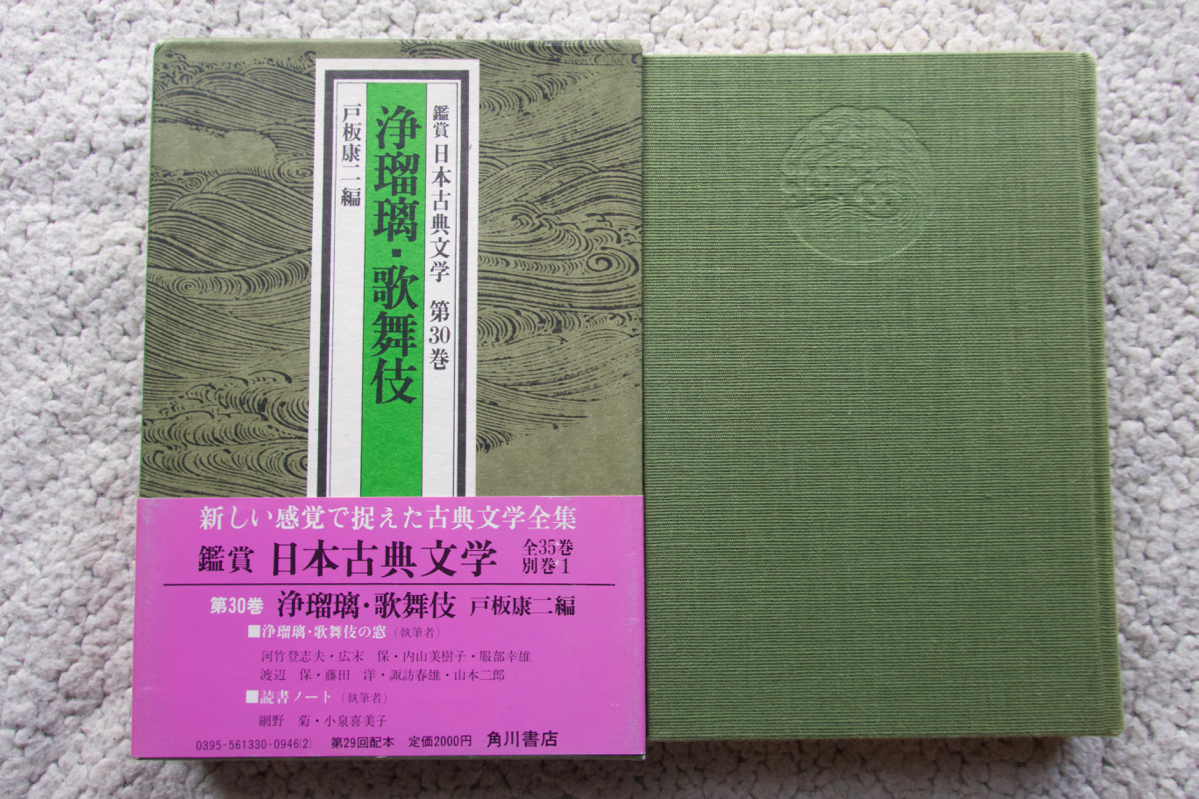 鑑賞 日本古典文学 第30巻
浄瑠璃・歌舞伎
戸板康二編
新しい感覚で捉えた古典文学全集
鑑賞 日本古典文学 全35巻 別巻1
第30巻 浄瑠璃・歌舞伎 戸板康二編
■浄瑠璃・歌舞伎の窓（執筆者）
河竹登志夫・広末　保・内山美樹子・服部幸雄
渡辺　保・藤田　洋・諏訪春雄・山本二郎
■読書ノート（執筆者）
網野　菊・小泉喜美子
0395-561330-0946(2) 第29回配本 定価2000円 角川書店